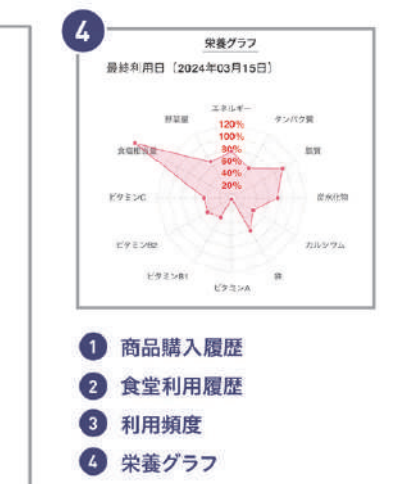 4
栄養グラフ
最終利用日〔2024年03月15日〕
エネルギー
野菜量
120%
タンパク質
100%
食塩相当量
80%
脂質
60%
40%
20%
ビタミンC
炭水化物
ビタミンB2
カルシウム
ビタミンB1
鉄
ビタミンA
1 商品購入履歴
2 食堂利用履歴
3 利用頻度
4 栄養グラフ